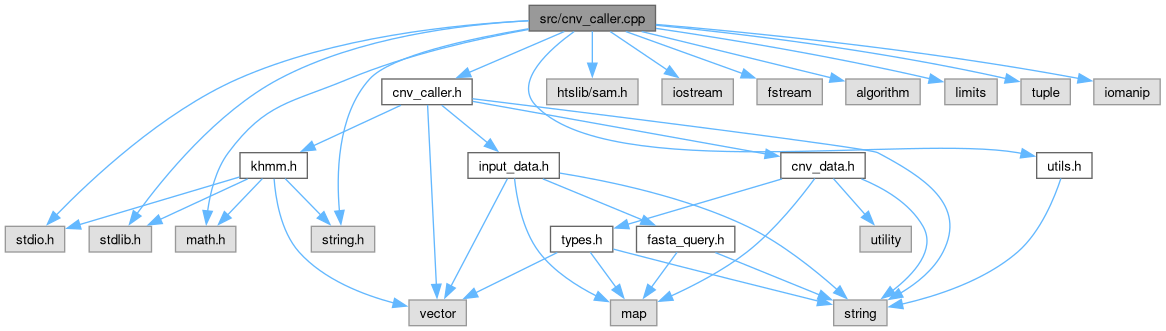 src/cnv_caller.cpp
cnv_caller.h
htslib/sam.h
iostream
fstream
algorithm
limits
tuple
iomanip
khmm.h
input_data.h
cnv_data.h
utils.h
stdio.h
stdlib.h
math.h
string.h
types.h
fasta_query.h
utility
vector
map
string